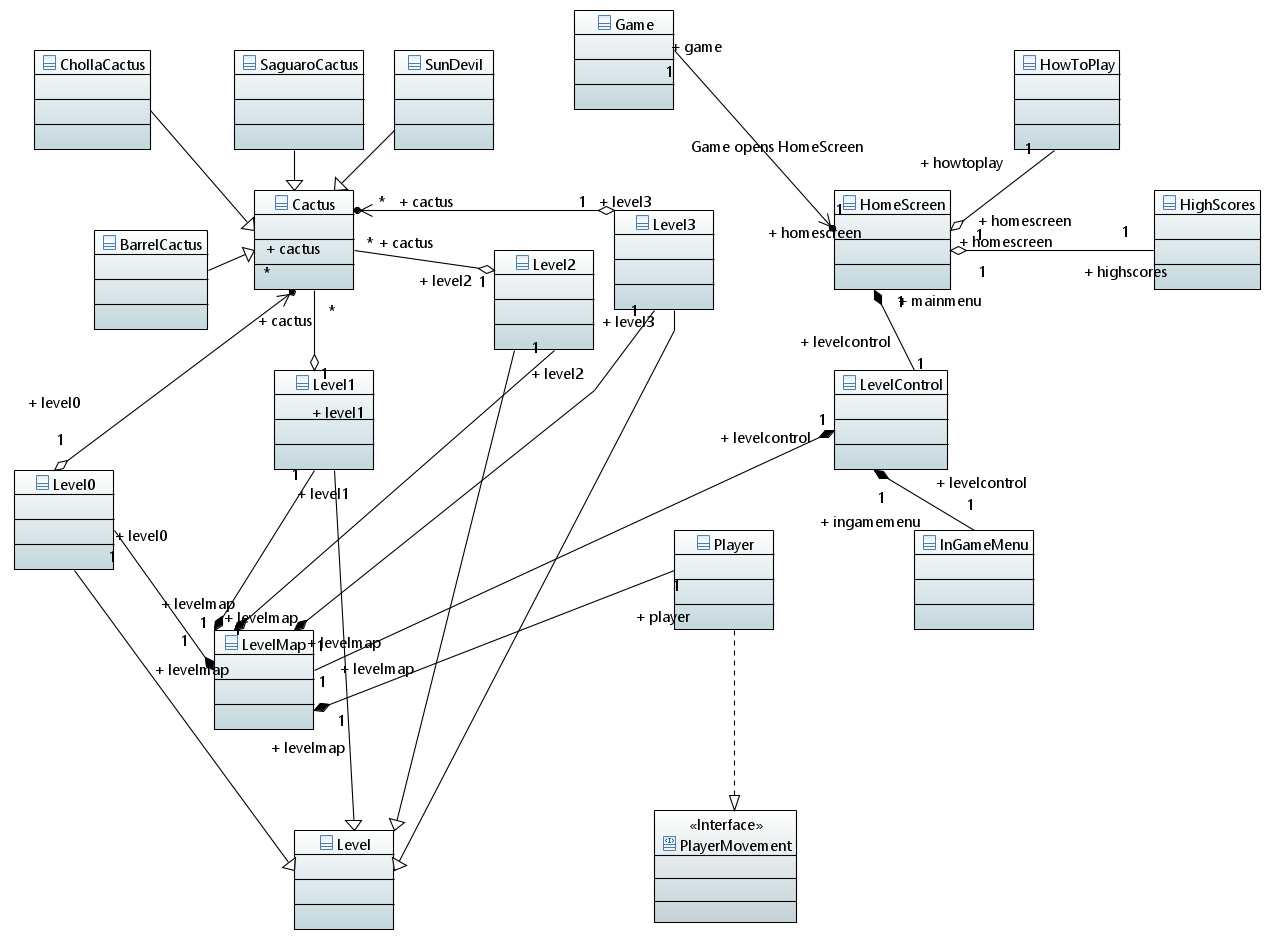 Game
+ game
1
ChollaCactus
SaguaroCactus
SunDevil
HowToPlay
Game opens HomeScreen
1
+ howtoplay
Cactus
* + cactus
1 + level3
HomeScreen
1
HighScores
Level3
+ homescreen
+ homescreen
1
1
+ homescreen
BarrelCactus
+ cactus
* + cactus
Level2
*
+ level2 1
1
+ highscores
+ mainmenu
1
*
1
+ cactus
+ level3
+ levelcontrol
1
1
+ level2
1
Level1
LevelControl
+ level0
+ level1
1
1
+ levelcontrol
1
Level0
+ level1
+ levelcontrol
1
1
+ ingamemenu
+ level0
1
Player
InGameMenu
1
+ levelmap
+ levelmap
+ player
1
1
1
LevelMap
+ levelmap
1
+ levelmap
+ levelmap
1
1
+ levelmap
«Interface»
PlayerMovement
Level